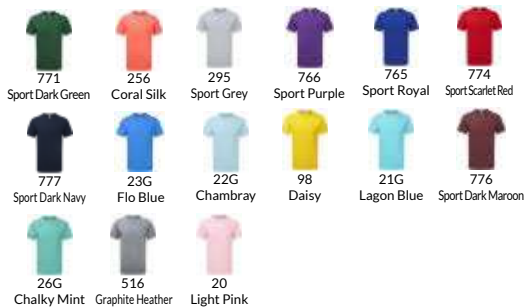 771 256 295 766 765 774
Sport Dark Green Coral Silk Sport Grey Sport Purple Sport Royal Sport Scarlet Red
777 23G 22G 98 21G 776
Sport Dark Navy Flo Blue Chambray Daisy Lagon Blue Sport Dark Maroon
26G 516 20
Chalky Mint Graphite Heather Light Pink